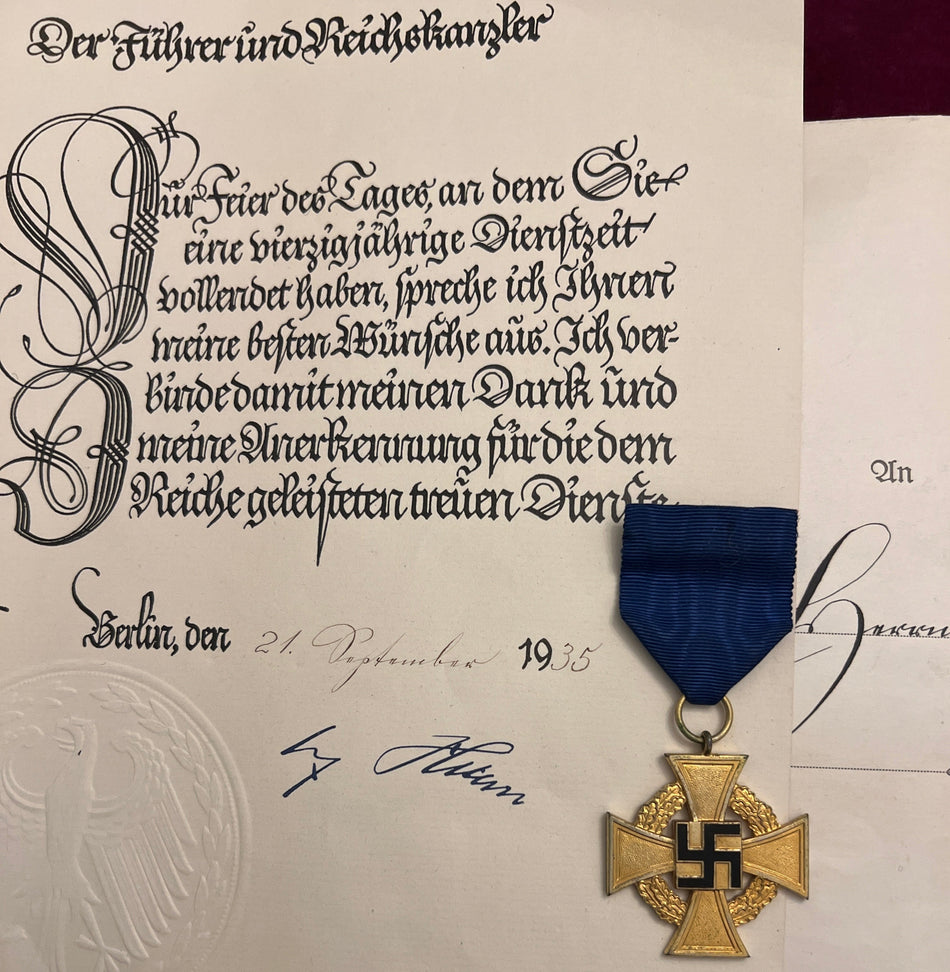 Der Führer und Reichskanzler
Zur Feier des Tages, an dem Sie
eine vierzigjährige Dienstzeit
vollendet haben, spreche ich Ihnen
meine besten Wünsche aus. Ich ver-
binde damit meinen Dank und
meine Anerkennung für die dem
Reiche geleisteten treuen Dienste.
Berlin, den 21. September 1935
An
Herrn